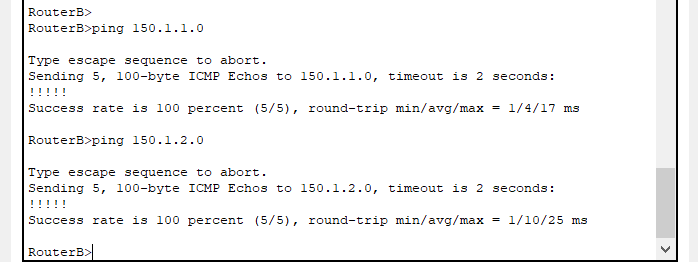 RouterB>
RouterB>ping 150.1.1.0
Type escape sequence to abort.
Sending 5, 100-byte ICMP Echos to 150.1.1.0, timeout is 2 seconds:
!!!!!
Success rate is 100 percent (5/5), round-trip min/avg/max = 1/4/17 ms
RouterB>ping 150.1.2.0
Type escape sequence to abort.
Sending 5, 100-byte ICMP Echos to 150.1.2.0, timeout is 2 seconds:
!!!!!
Success rate is 100 percent (5/5), round-trip min/avg/max = 1/10/25 ms
RouterB>